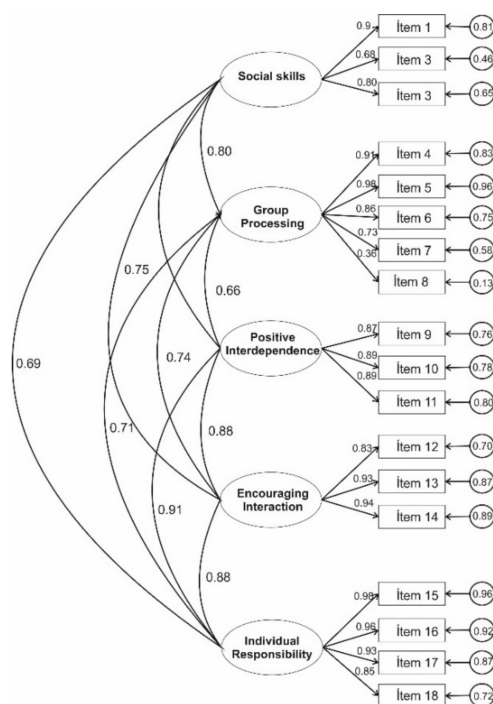 0.9
İtem 1
0.81
0.68
İtem 3
0.46
Social skills
0.80
İtem 3
0.65
0.80
0.91
İtem 4
0.83
0.98
İtem 5
0.96
Group
Processing
0.86
İtem 6
0.75
0.73
İtem 7
0.58
0.36
İtem 8
0.13
0.75
0.66
Positive
Interdependence
0.87
İtem 9
0.76
0.89
İtem 10
0.78
0.89
İtem 11
0.80
0.69
0.74
0.71
0.88
0.83
İtem 12
0.70
Encouraging
Interaction
0.93
İtem 13
0.87
0.94
İtem 14
0.89
0.91
0.88
0.98
İtem 15
0.96
Individual
Responsibility
0.96
İtem 16
0.92
0.93
İtem 17
0.87
0.85
İtem 18
0.72